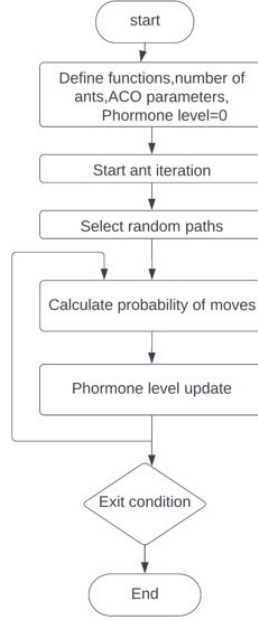 start
Define functions,number of
ants,ACO parameters,
Phormone level=0
Start ant iteration
Select random paths
Calculate probability of moves
Phormone level update
Exit condition
End